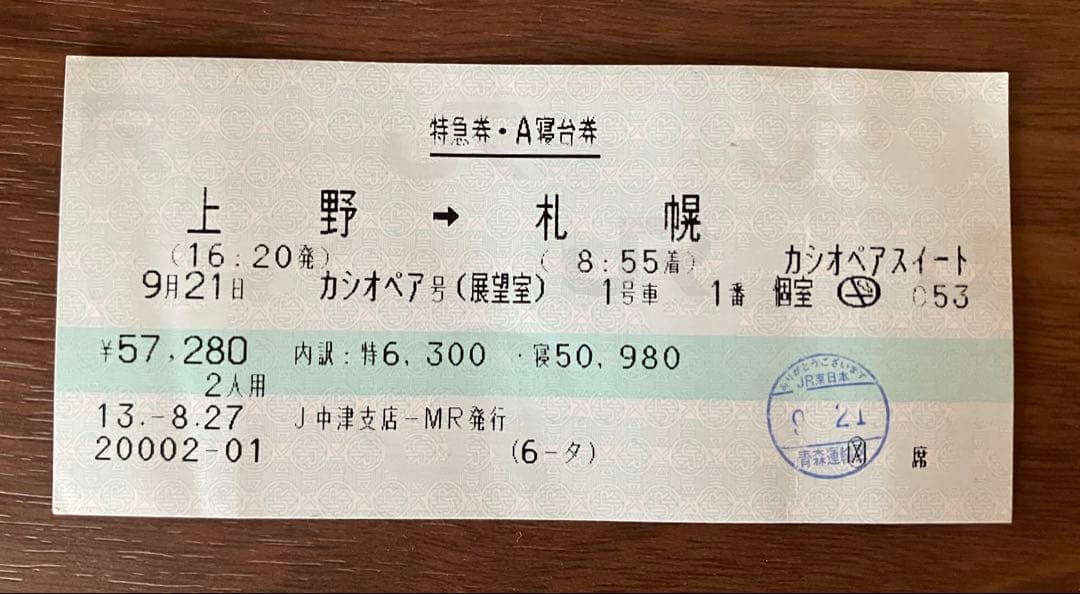 特急券・A寝台券
上野 → 札幌
(16:20発) (8:55着) カシオペアスイート
9月21日 カシオペア号(展望室) 1号車 1番 個室 C53
¥57,280 内訳:特6,300 ・寝50,980
2人用
13.-8.27 J中津支店-MR発行
20002-01 (6-タ) 席
ありがとうございます
JR東日本
9. 21
青森運輸